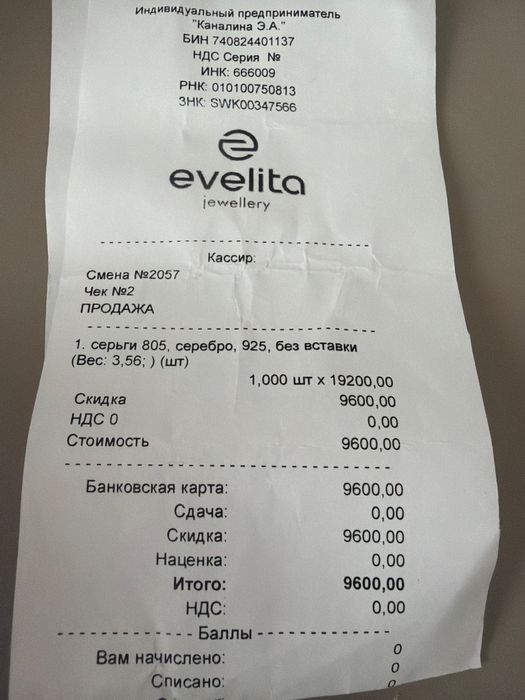 Индивидуальный предприниматель
"Каналина Э.А."
БИН 740824401137
НДС Серия №
ИНК: 666009
РНК: 010100750813
ЗНК: SWK00347566
evelita
jewellery
Кассир:
Смена №2057
Чек №2
ПРОДАЖА
1. серьги 805, серебро, 925, без вставки
(Вес: 3,56; ) (шт)
1,000 шт x 19200,00
Скидка 9600,00
НДС 0 0,00
Стоимость 9600,00
Банковская карта: 9600,00
Сдача: 0,00
Скидка: 9600,00
Наценка: 0,00
Итого: 9600,00
НДС: 0,00
Баллы
Вам начислено: 0
Списано: 0
0